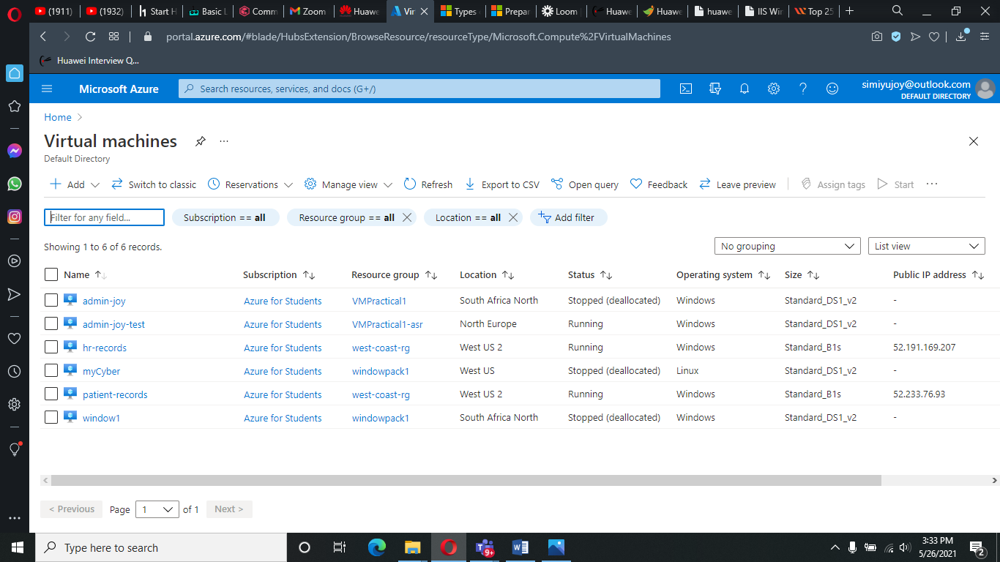 (1911)
(1932)
Start H
Basic L
Comm
Zoom
Huawe
Vir
Types
Prepar
Loom |
Huawe
Huawe
huawe
IIS Wir
Top 25
portal.azure.com/#blade/HubsExtension/BrowseResource/resourceType/Microsoft.Compute%2FVirtualMachines
Huawei Interview Q...
Microsoft Azure
Search resources, services, and docs (G+/)
simiyujoy@outlook.com
DEFAULT DIRECTORY
Home >
Virtual machines
...
Default Directory
Add
Switch to classic
Reservations
Manage view
Refresh
Export to CSV
Open query
Feedback
Leave preview
Assign tags
Start
...
Filter for any field...
Subscription == all
Resource group == all
Location == all
Add filter
Showing 1 to 6 of 6 records.
No grouping
List view
Name Subscription Resource group Location Status Operating system Size Public IP address
admin-joy Azure for Students VMPractical1 South Africa North Stopped (deallocated) Windows Standard_DS1_v2 -
admin-joy-test Azure for Students VMPractical1-asr North Europe Running Windows Standard_DS1_v2 -
hr-records Azure for Students west-coast-rg West US 2 Running Windows Standard_B1s 52.191.169.207
myCyber Azure for Students windowpack1 West US Stopped (deallocated) Linux Standard_DS1_v2 -
patient-records Azure for Students west-coast-rg West US 2 Running Windows Standard_B1s 52.233.76.93
window1 Azure for Students windowpack1 South Africa North Stopped (deallocated) Windows Standard_DS1_v2 -
< Previous Page 1 of 1 Next >
Type here to search
9+
3:33 PM
5/26/2021
2